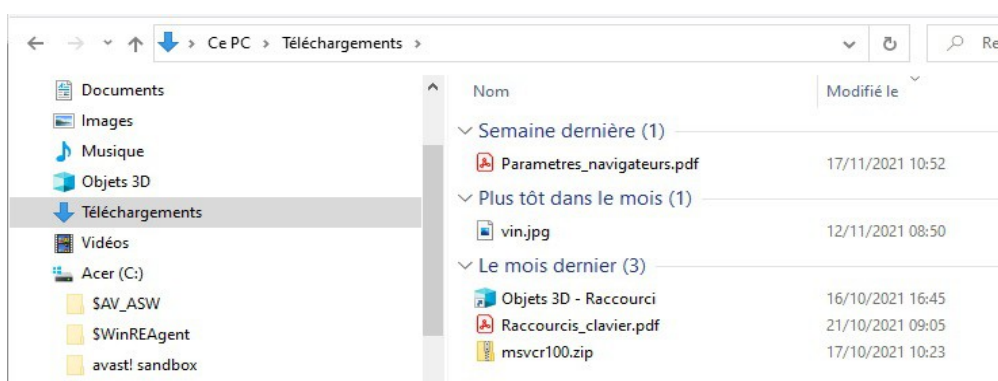 Ce PC > Téléchargements >
Re
Documents
Images
Musique
Objets 3D
Téléchargements
Vidéos
Acer (C:)
$AV_ASW
$WinREAgent
avast! sandbox
Nom Modifié le
Semaine dernière (1)
Parametres_navigateurs.pdf 17/11/2021 10:52
Plus tôt dans le mois (1)
vin.jpg 12/11/2021 08:50
Le mois dernier (3)
Objets 3D - Raccourci 16/10/2021 16:45
Raccourcis_clavier.pdf 21/10/2021 09:05
msvcr100.zip 17/10/2021 10:23